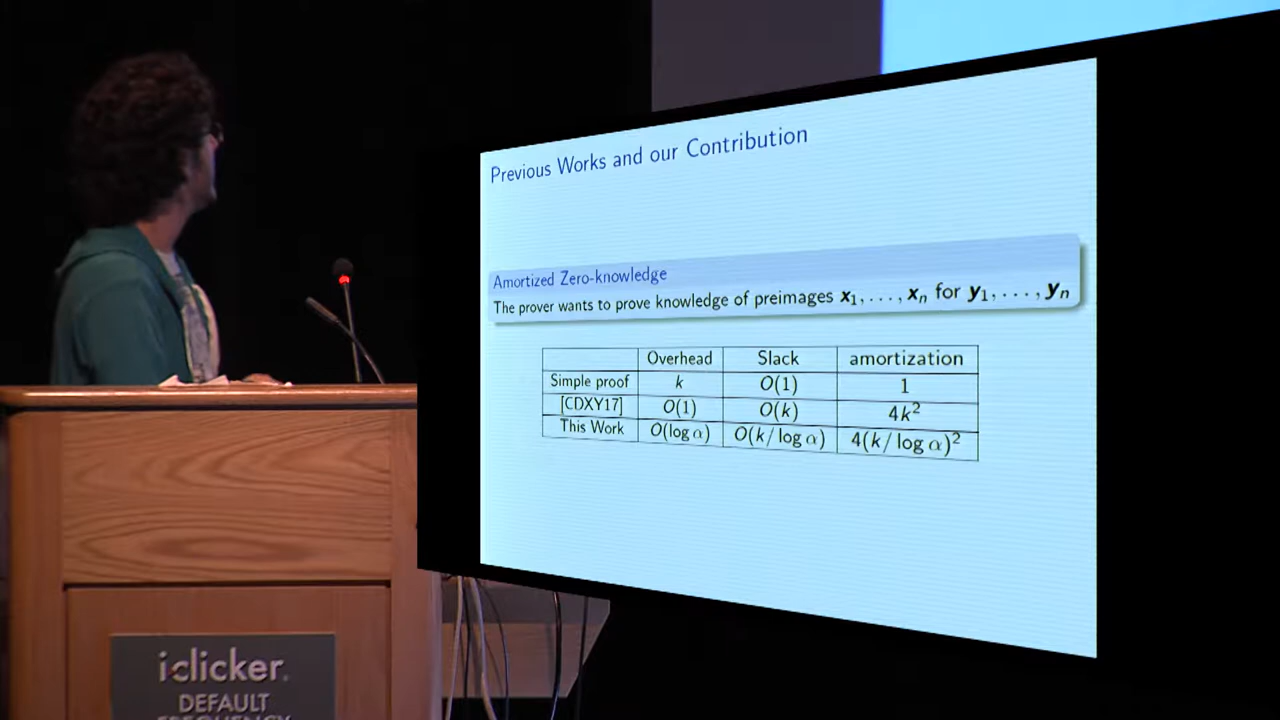 Previous Works and our Contribution
Amortized Zero-knowledge
The prover wants to prove knowledge of preimages x₁, . . . , xₙ for y₁, . . . , yₙ
Overhead Slack amortization
Simple proof k O(1) 1
[CDXY17] O(1) O(k) 4k²
This Work O(log α) O(k/ log α) 4(k/ log α)²
iclicker.
DEFAULT
FREQUENCY